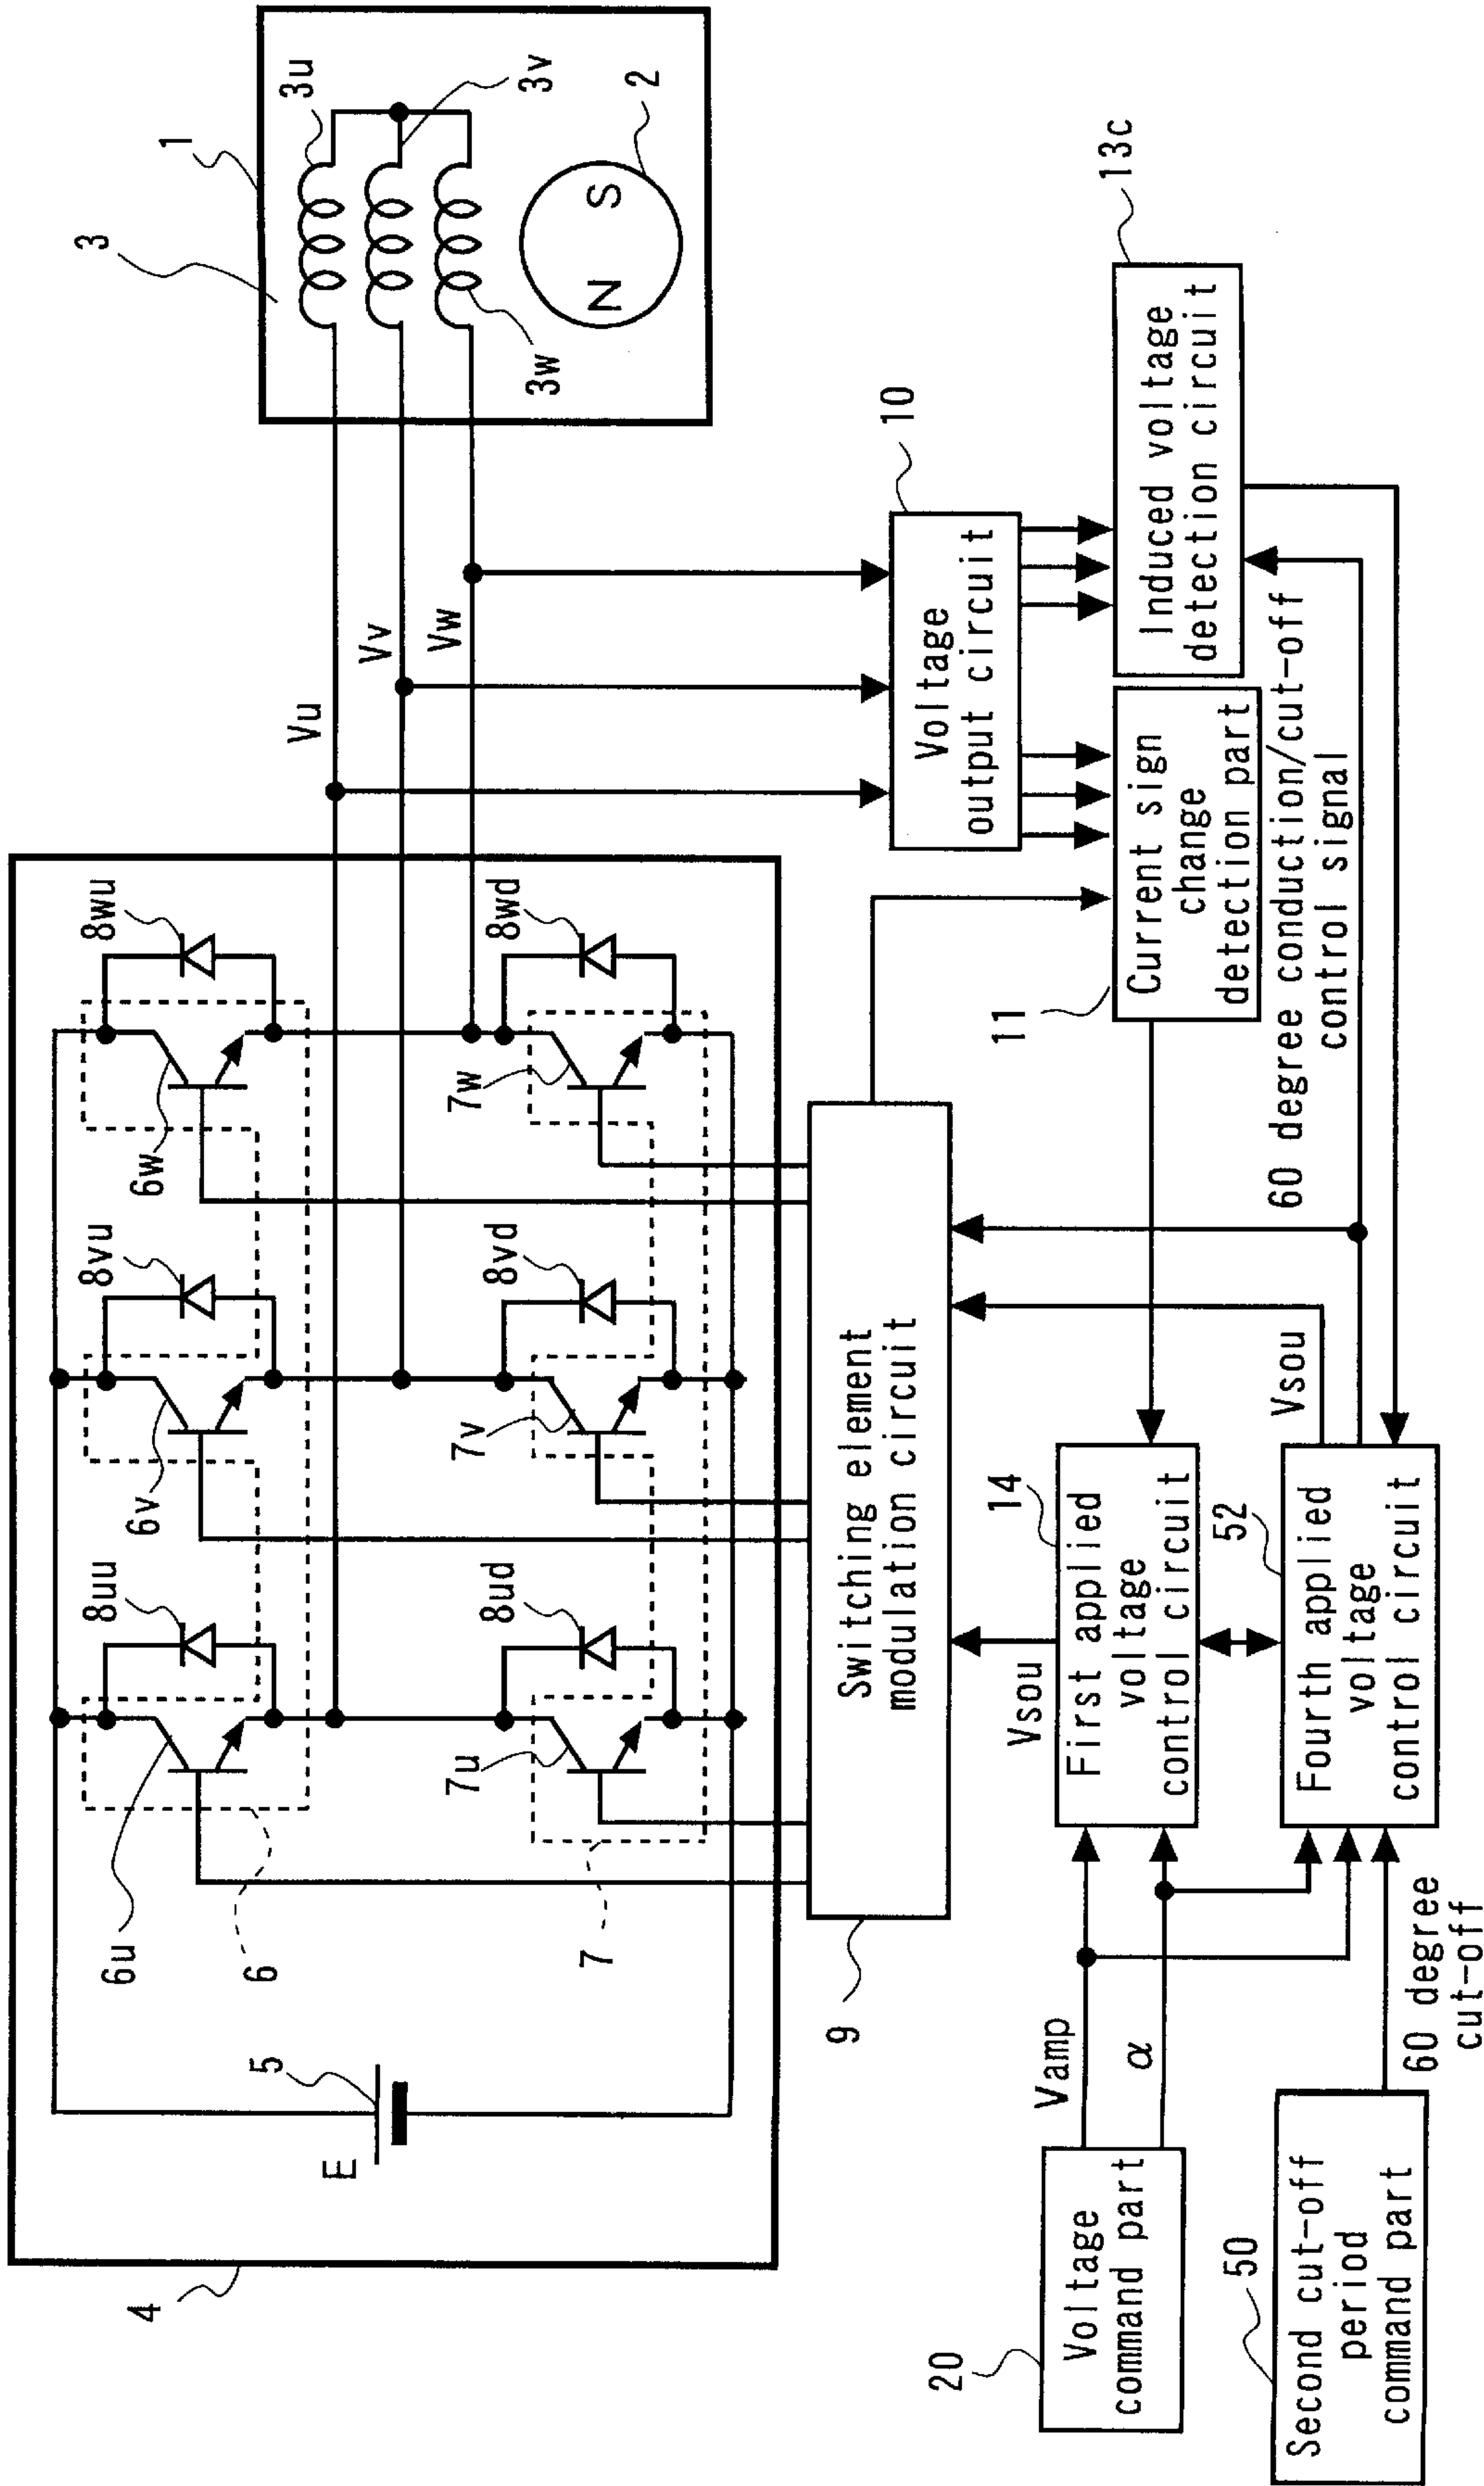 1
3
3u
3v
2
3w
N S
Vu
Vv
Vw
4
E
5
6u
6
8uu
6v
8vu
6w
8wu
7
7u
8ud
7v
8vd
7w
8wd
9
Switching element
modulation circuit
10
Voltage
output circuit
11
Current sign
change
detection part
13c
Induced voltage
detection circuit
60 degree conduction/cut-off
control signal
20
Voltage
command part
Vamp
α
14
First applied
voltage
control circuit
Vsou
50
Second cut-off
period
command part
60 degree
cut-off
52
Fourth applied
voltage
control circuit
Vsou